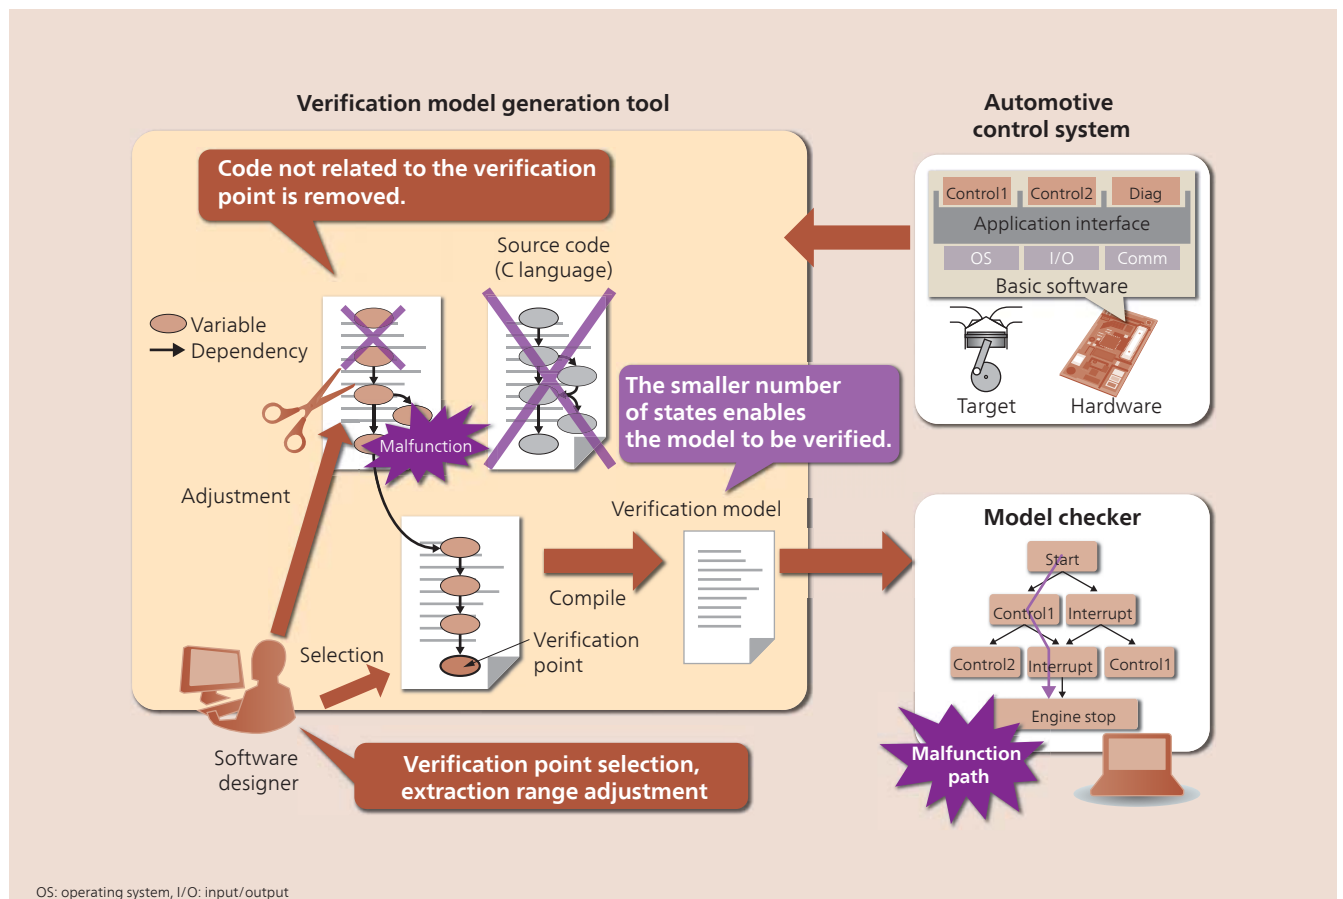 Verification model generation tool
Automotive
control system
Code not related to the verification
point is removed.
Source code
(C language)
Variable
Dependency
Malfunction
The smaller number
of states enables
the model to be verified.
Adjustment
Verification model
Compile
Verification
point
Selection
Software
designer
Verification point selection,
extraction range adjustment
Control1
Control2
Diag
Application interface
OS
I/O
Comm
Basic software
Target
Hardware
Model checker
Start
Control1
Interrupt
Control2
Interrupt
Control1
Engine stop
Malfunction
path
OS: operating system, I/O: input/output